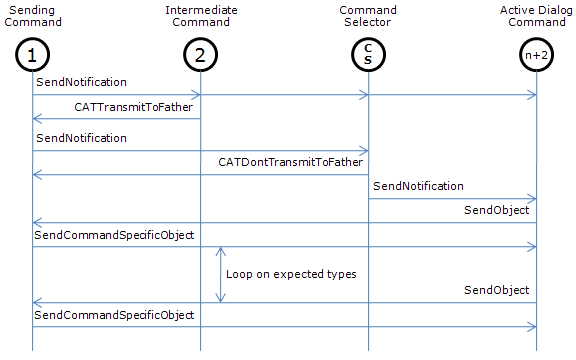 Sending
Command
Intermediate
Command
Command
Selector
Active Dialog
Command
1
2
C
S
n+2
SendNotification
CATTransmitToFather
SendNotification
CATDontTransmitToFather
SendNotification
SendObject
SendCommandSpecificObject
Loop on expected types
SendObject
SendCommandSpecificObject